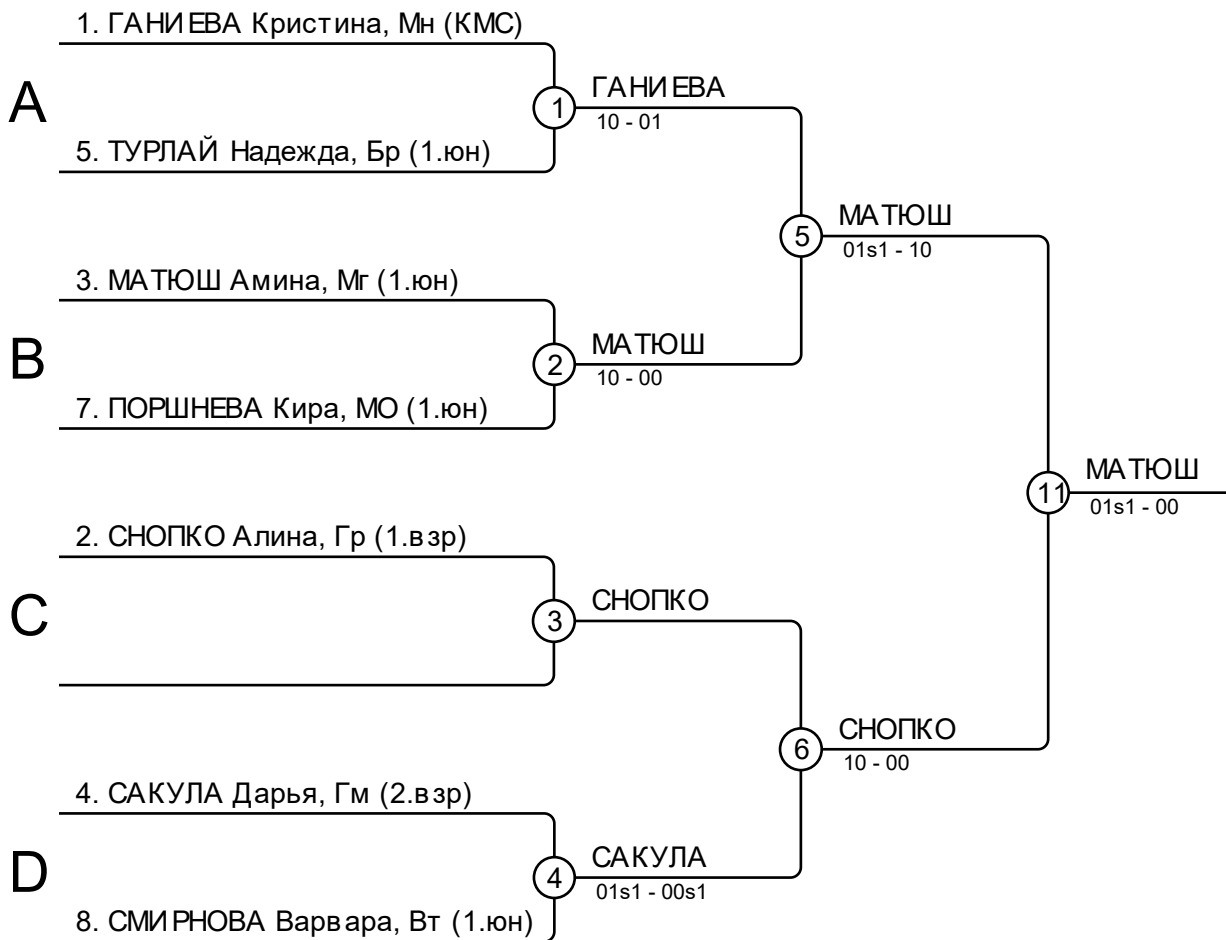 1. ГАНИЕВА Кристина, Мн (КМС)
A
1
ГАНИЕВА
10 - 01
5. ТУРЛАЙ Надежда, Бр (1.юн)
5
МАТЮШ
01s1 - 10
3. МАТЮШ Амина, Мг (1.юн)
B
2
МАТЮШ
10 - 00
7. ПОРШНЕВА Кира, МО (1.юн)
11
МАТЮШ
01s1 - 00
2. СНОПКО Алина, Гр (1.взр)
C
3
СНОПКО
6
СНОПКО
10 - 00
4. САКУЛА Дарья, Гм (2.взр)
D
4
САКУЛА
01s1 - 00s1
8. СМИРНОВА Варвара, Вт (1.юн)